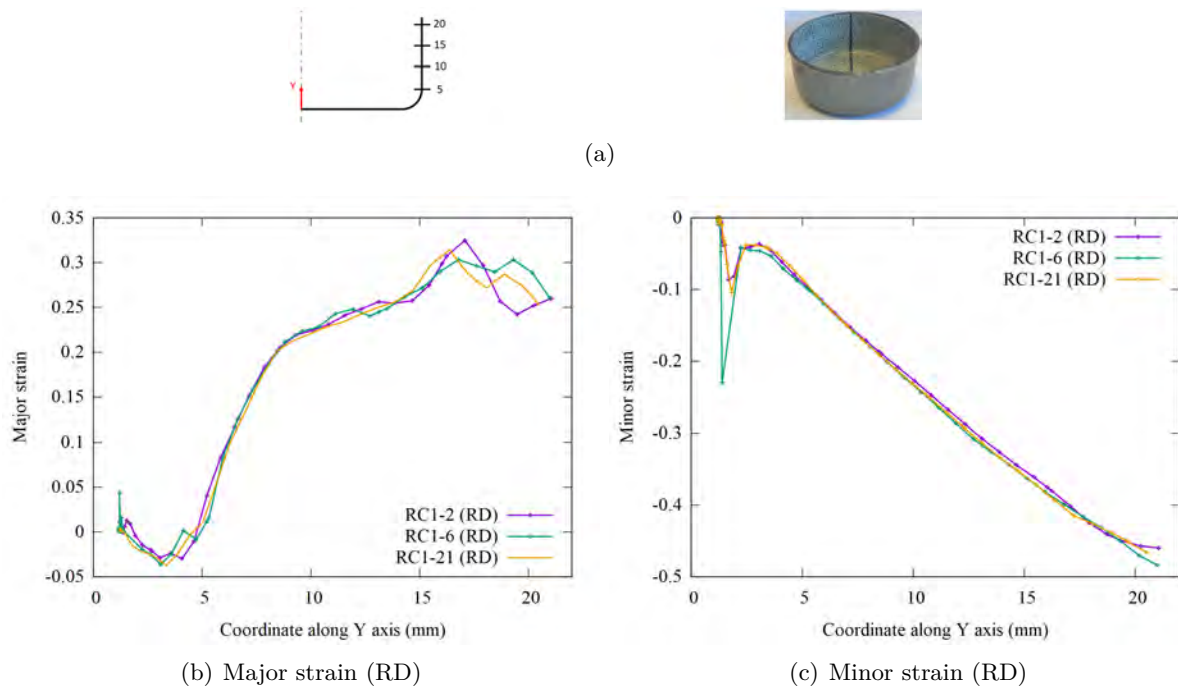 20
15
10
5
Y
(a)
0.35
0.3
0.25
0.2
0.15
0.1
0.05
0
-0.05
Major strain
RC1-2 (RD)
RC1-6 (RD)
RC1-21 (RD)
0 5 10 15 20
Coordinate along Y axis (mm)
(b) Major strain (RD)
0
-0.1
-0.2
-0.3
-0.4
-0.5
Minor strain
RC1-2 (RD)
RC1-6 (RD)
RC1-21 (RD)
0 5 10 15 20
Coordinate along Y axis (mm)
(c) Minor strain (RD)